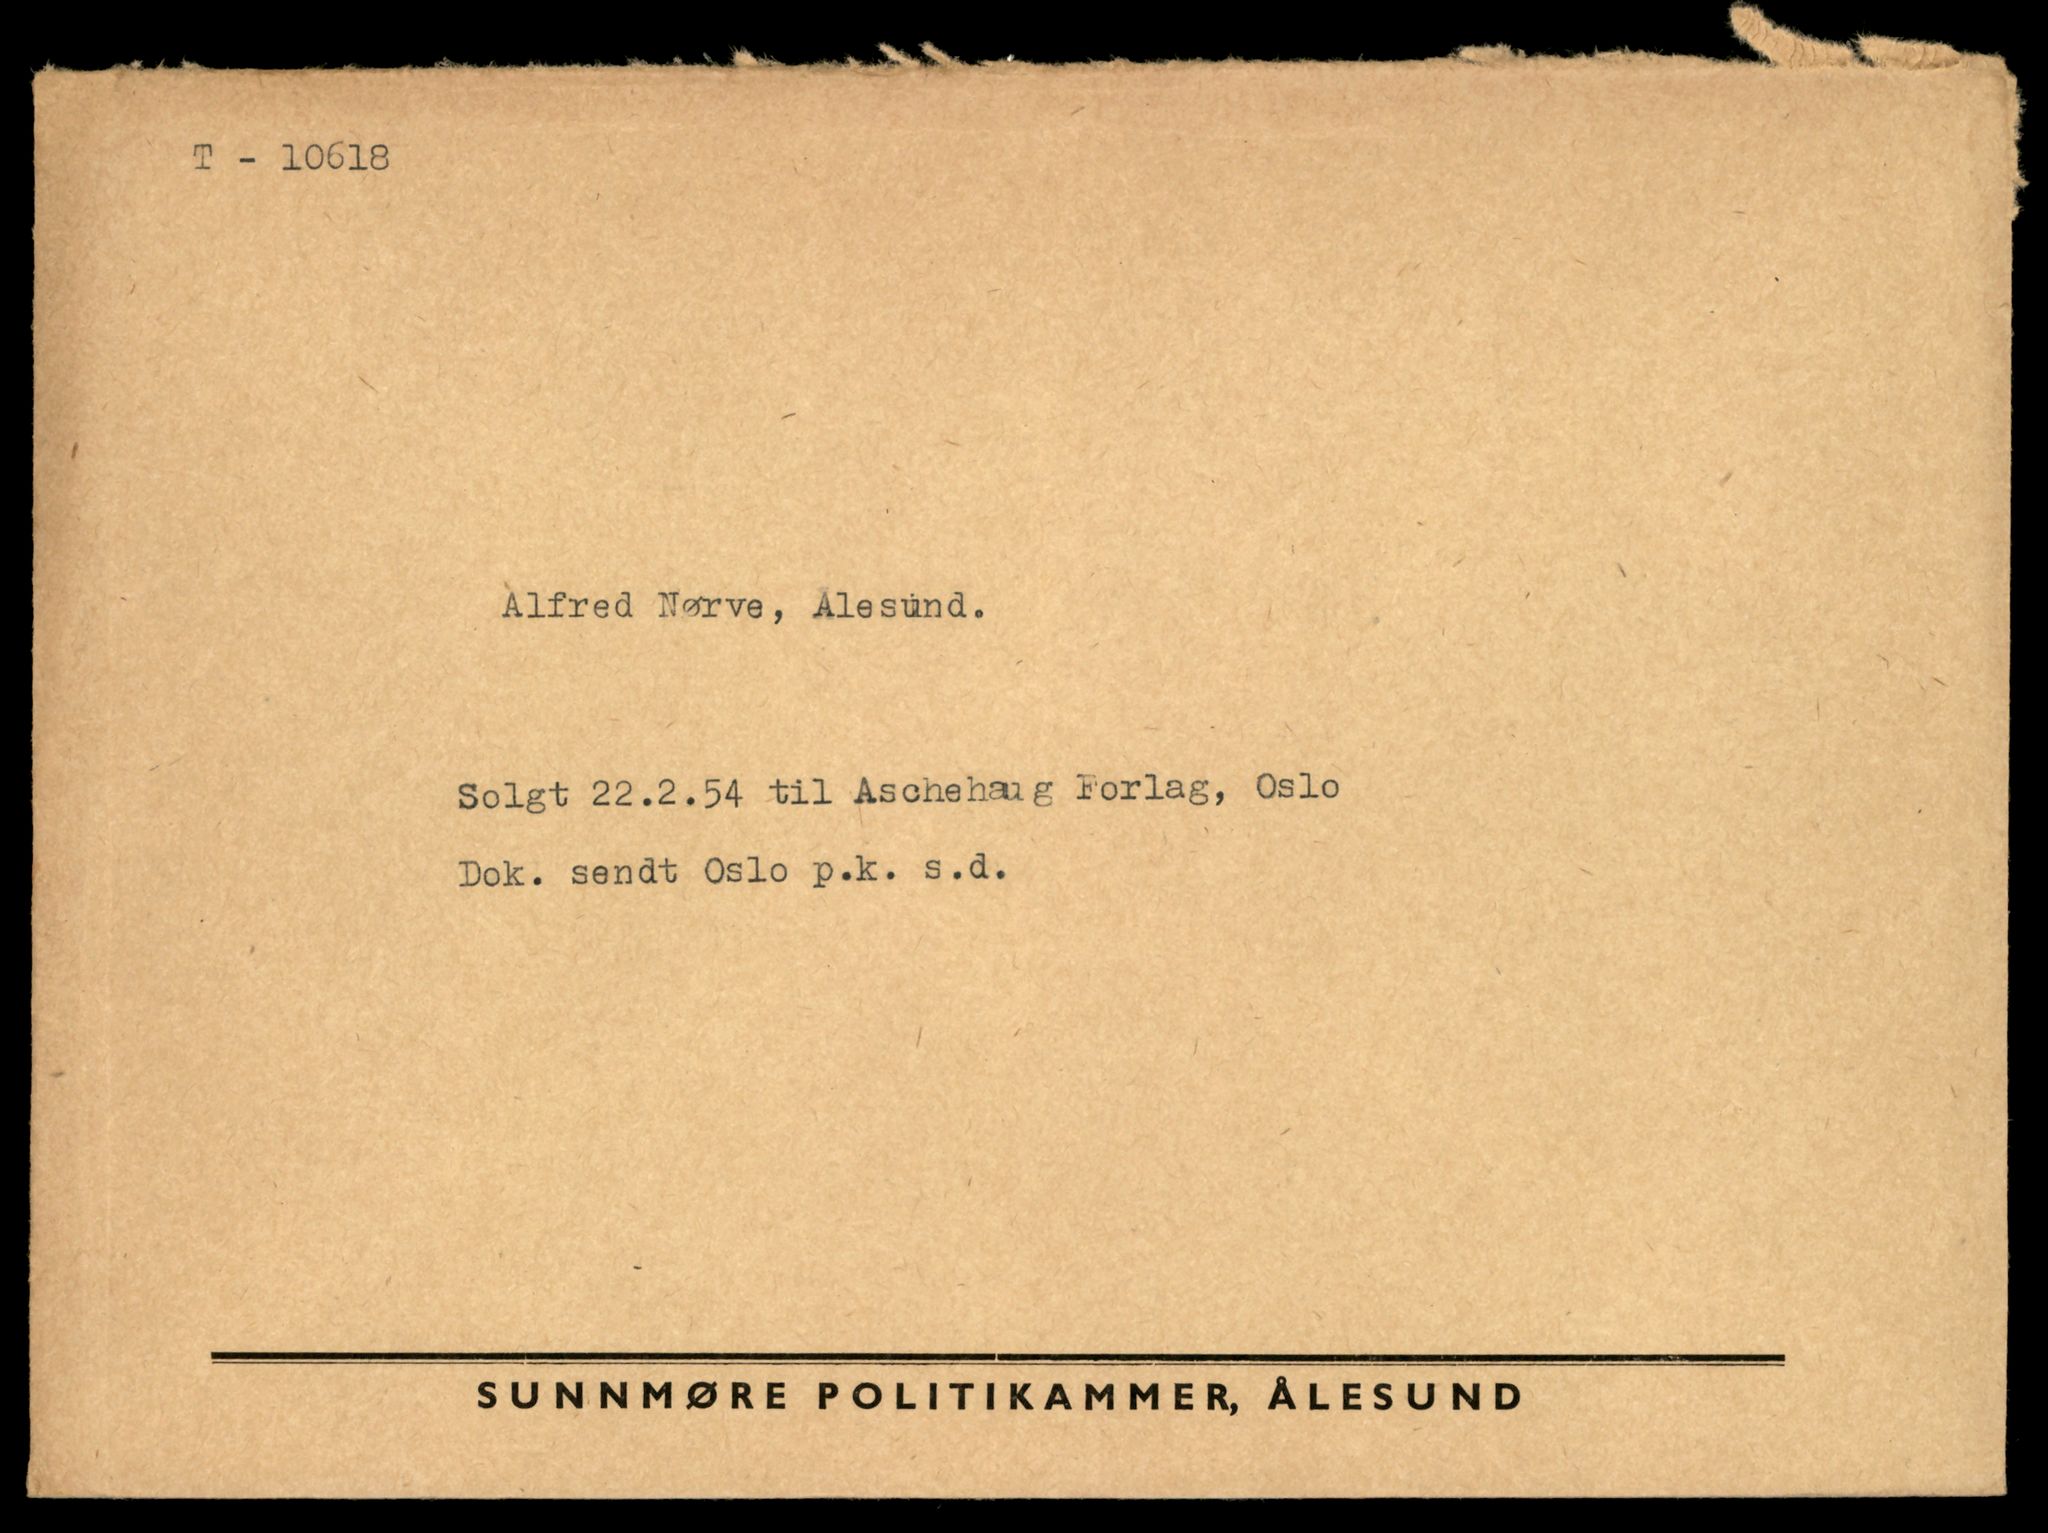 T - 10618
Alfred Nørve, Ålesund.
Solgt 22.2.54 til Aschehaug Forlag, Oslo
Dok. sendt Oslo p.k. s.d.
SUNNMØRE POLITIKAMMER, ÅLESUND